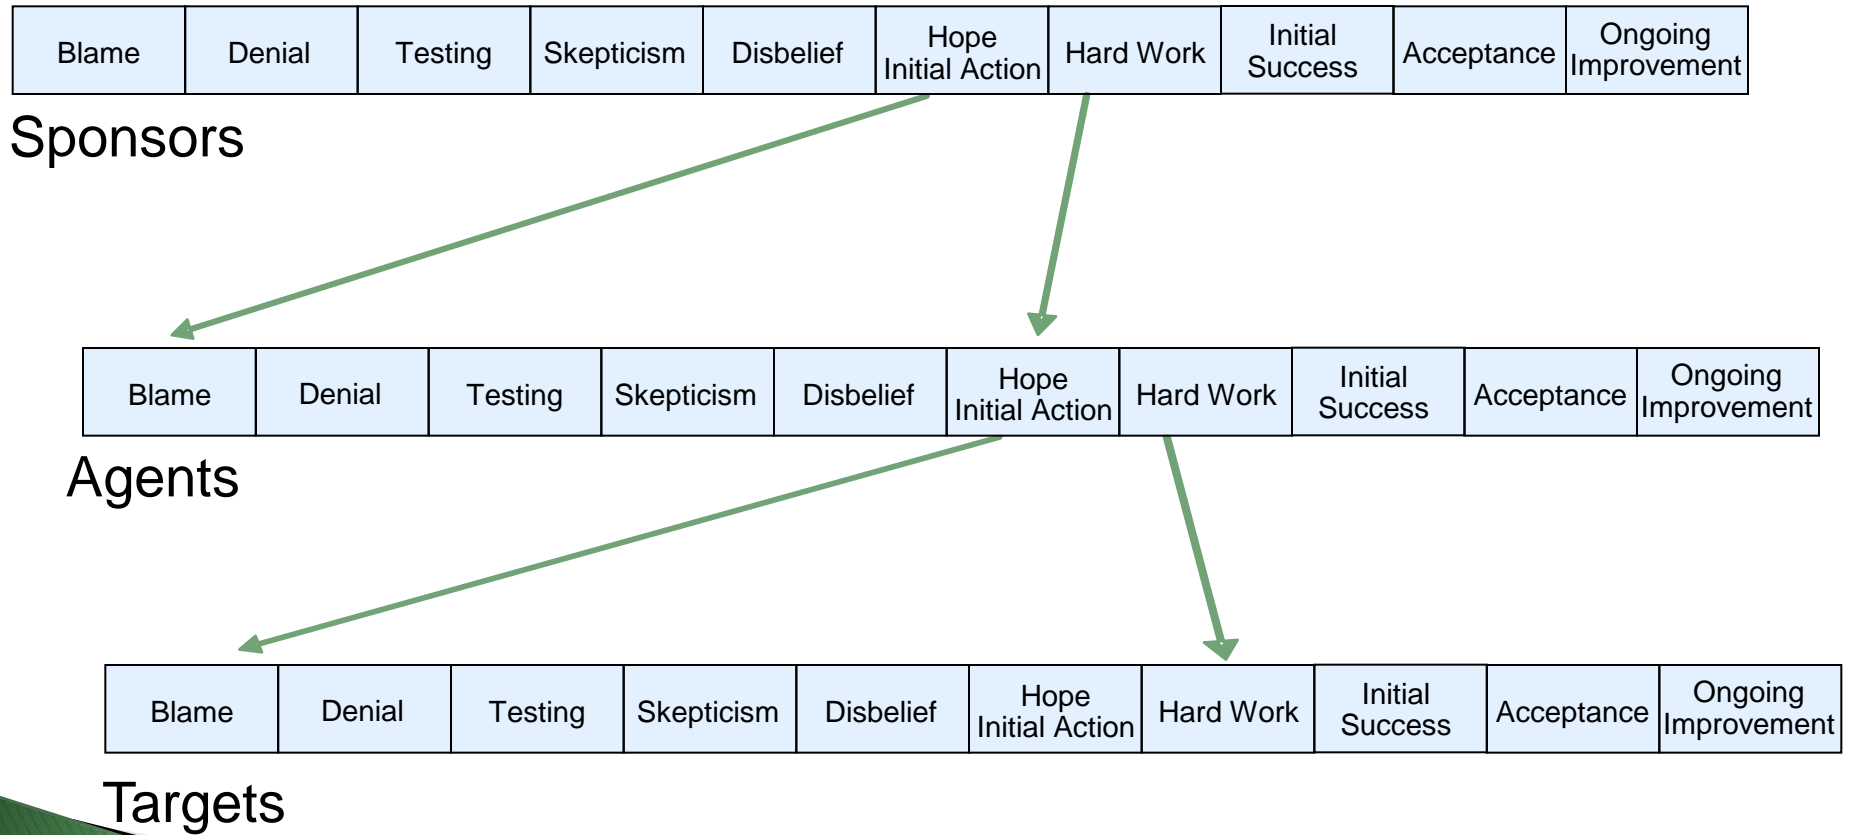 Blame
Denial
Testing
Skepticism
Disbelief
Hope
Initial Action
Hard Work
Initial
Success
Acceptance
Ongoing
Improvement
Sponsors
Blame
Denial
Testing
Skepticism
Disbelief
Hope
Initial Action
Hard Work
Initial
Success
Acceptance
Ongoing
Improvement
Agents
Blame
Denial
Testing
Skepticism
Disbelief
Hope
Initial Action
Hard Work
Initial
Success
Acceptance
Ongoing
Improvement
Targets